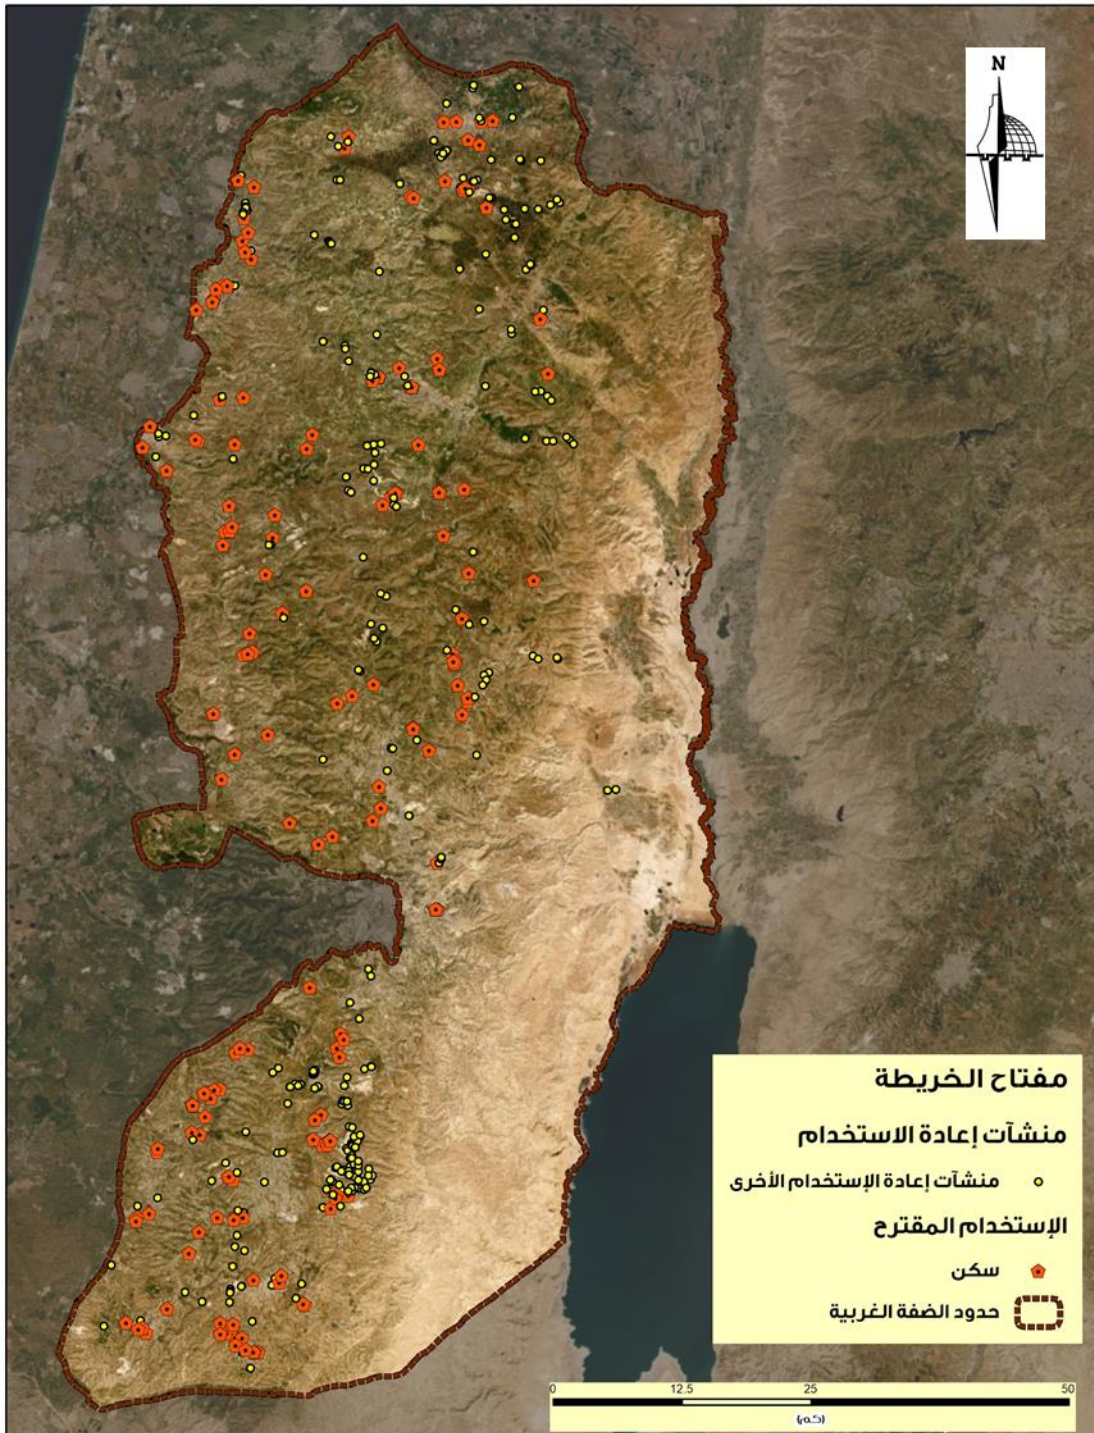 N
مفتاح الخريطة
منشآت إعادة الاستخدام
منشآت إعادة الإستخدام الأخرى
الإستخدام المقترح
سكن
حدود الضفة الغربية
0 12.5 25 50
(كم)